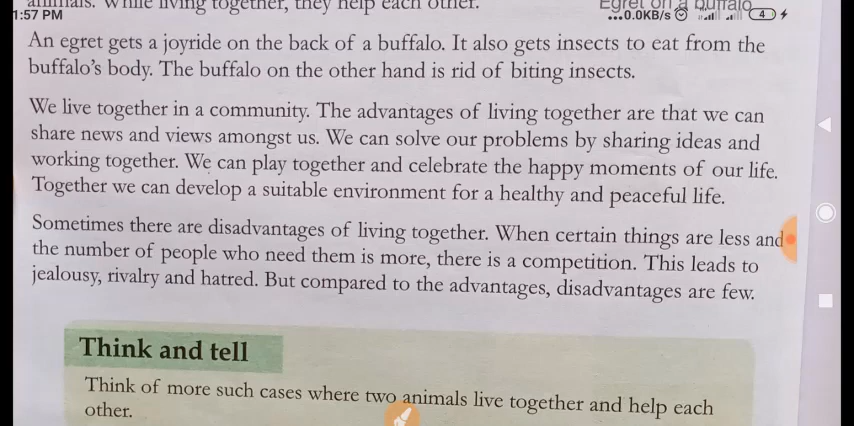 animals. While living together, they help each other.
Egret on a buffalo
1:57 PM
...0.0KB/s
4
An egret gets a joyride on the back of a buffalo. It also gets insects to eat from the
buffalo's body. The buffalo on the other hand is rid of biting insects.
We live together in a community. The advantages of living together are that we can
share news and views amongst us. We can solve our problems by sharing ideas and
working together. We can play together and celebrate the happy moments of our life.
Together we can develop a suitable environment for a healthy and peaceful life.
Sometimes there are disadvantages of living together. When certain things are less and
the number of people who need them is more, there is a competition. This leads to
jealousy, rivalry and hatred. But compared to the advantages, disadvantages are few.
Think and tell
Think of more such cases where two animals live together and help each
other.